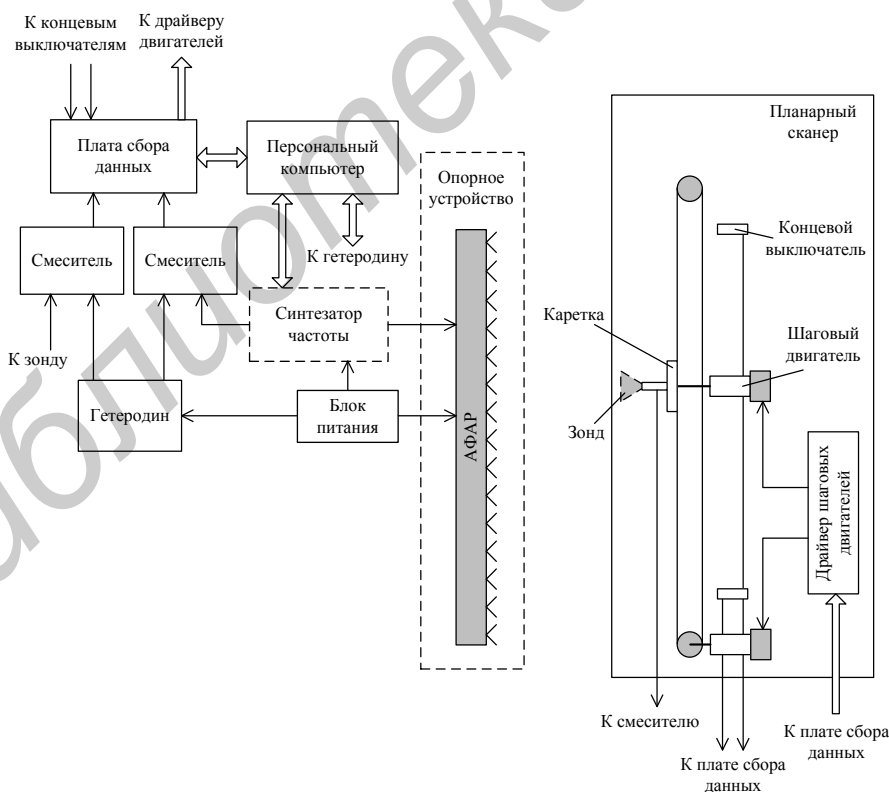 К концевым
выключателям
К драйверу
двигателей
Плата сбора
данных
Персональный
компьютер
Смеситель
Смеситель
К гетеродину
К зонду
Синтезатор
частоты
Гетеродин
Блок
питания
Опорное
устройство
АФАР
Планарный
сканер
Концевой
выключатель
Каретка
Шаговый
двигатель
Зонд
Драйвер шаговых
двигателей
К смесителю
К плате сбора
данных
К плате сбора
данных